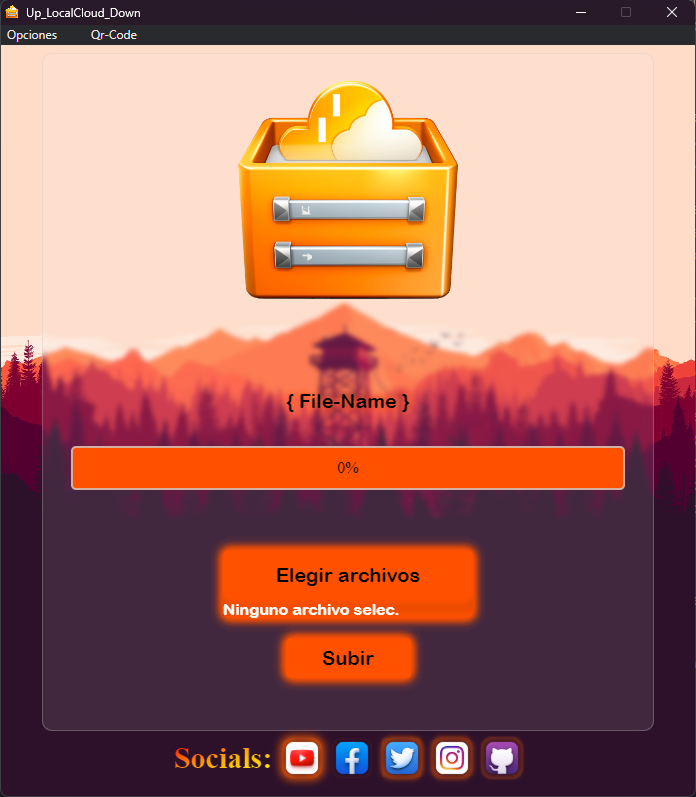 Up_LocalCloud_Down
Opciones Qr-Code
{ File-Name }
0%
Elegir archivos
Ninguno archivo selec.
Subir
Socials: